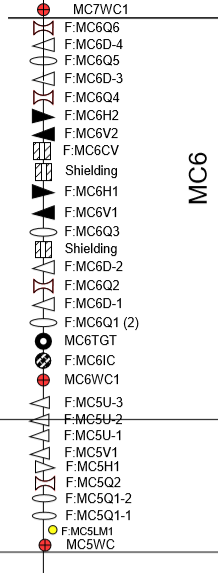 MC7WC1
F:MC6Q6
F:MC6D-4
F:MC6Q5
F:MC6D-3
F:MC6Q4
F:MC6H2
F:MC6V2
F:MC6CV
Shielding
F:MC6H1
F:MC6V1
F:MC6Q3
Shielding
F:MC6D-2
F:MC6Q2
F:MC6D-1
F:MC6Q1 (2)
MC6TGT
F:MC6IC
MC6WC1
F:MC5U-3
F:MC5U-2
F:MC5U-1
F:MC5V1
F:MC5H1
F:MC5Q2
F:MC5Q1-2
F:MC5Q1-1
F:MC5LM1
MC5WC
MC6